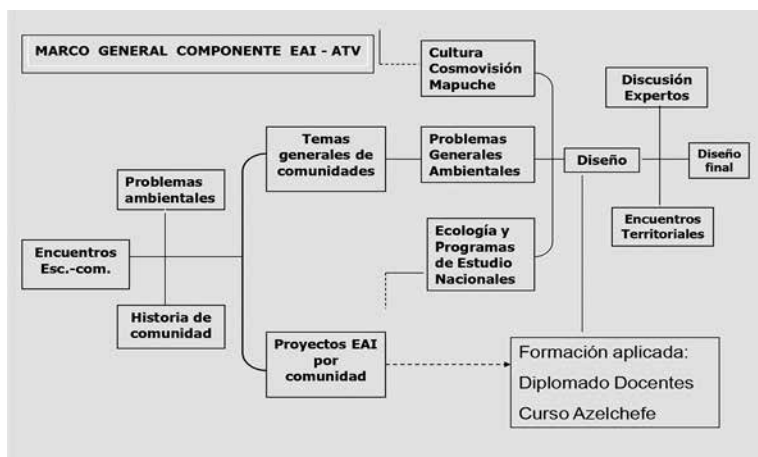 MARCO GENERAL COMPONENTE EAI - ATV
Cultura
Cosmovisión
Mapuche
Discusión
Expertos
Temas
generales de
comunidades
Problemas
Generales
Ambientales
Diseño
Diseño
final
Problemas
ambientales
Encuentros
Territoriales
Ecología y
Programas
de Estudio
Nacionales
Encuentros
Esc.-com.
Historia de
comunidad
Proyectos EAI
por
comunidad
Formación aplicada:
Diplomado Docentes
Curso Azelchefe